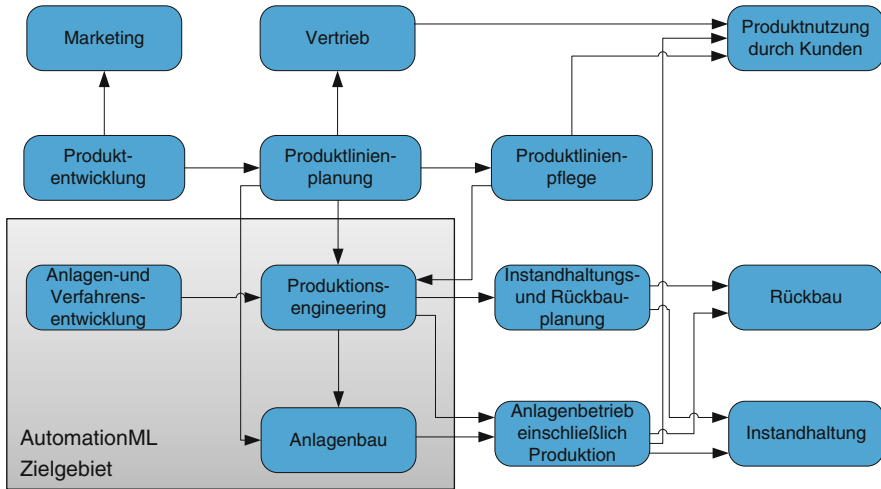 Marketing
Vertrieb
Produktnutzung
durch Kunden
Produkt-
entwicklung
Produktlinien-
planung
Produktlinien-
pflege
Anlagen-und
Verfahrens-
entwicklung
Produktions-
engineering
Instandhaltungs-
und Rückbau-
planung
Rückbau
AutomationML
Zielgebiet
Anlagenbau
Anlagenbetrieb
einschließlich
Produktion
Instandhaltung